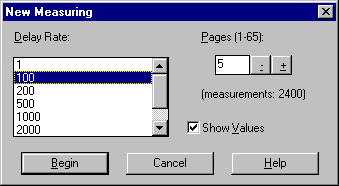 New Measuring
Delay Rate:
Pages (1-65):
1
100
200
500
1000
2000
5
- +
(measurements: 2400)
Show Values
Begin Cancel Help